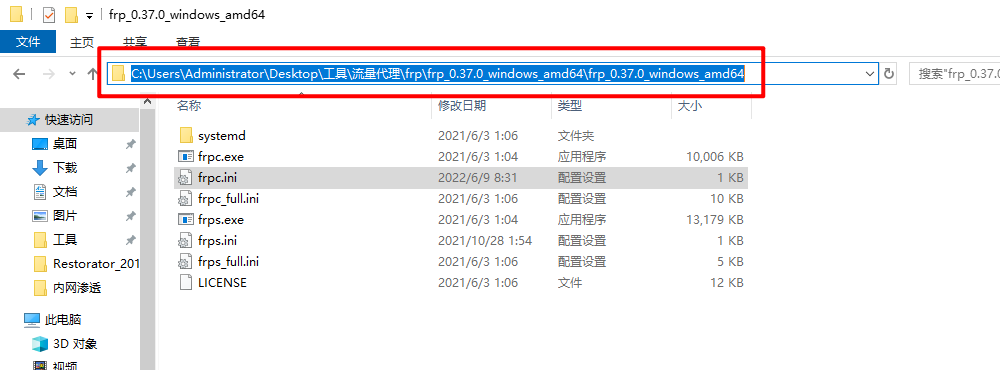 frp_0.37.0_windows_amd64
文件 主页 共享 查看
C:\Users\Administrator\Desktop\工具\流量代理\frp\frp_0.37.0_windows_amd64\frp_0.37.0_windows_amd64 搜索"frp_0.37.0
名称 修改日期 类型 大小
快速访问
桌面
下载
文档
图片
工具
Restorator_201
内网渗透
此电脑
3D 对象
视频
systemd 2021/6/3 1:06 文件夹
frpc.exe 2021/6/3 1:04 应用程序 10,006 KB
frpc.ini 2022/6/9 8:31 配置设置 1 KB
frpc_full.ini 2021/6/3 1:06 配置设置 10 KB
frps.exe 2021/6/3 1:04 应用程序 13,179 KB
frps.ini 2021/10/28 1:54 配置设置 1 KB
frps_full.ini 2021/6/3 1:06 配置设置 5 KB
LICENSE 2021/6/3 1:06 文件 12 KB